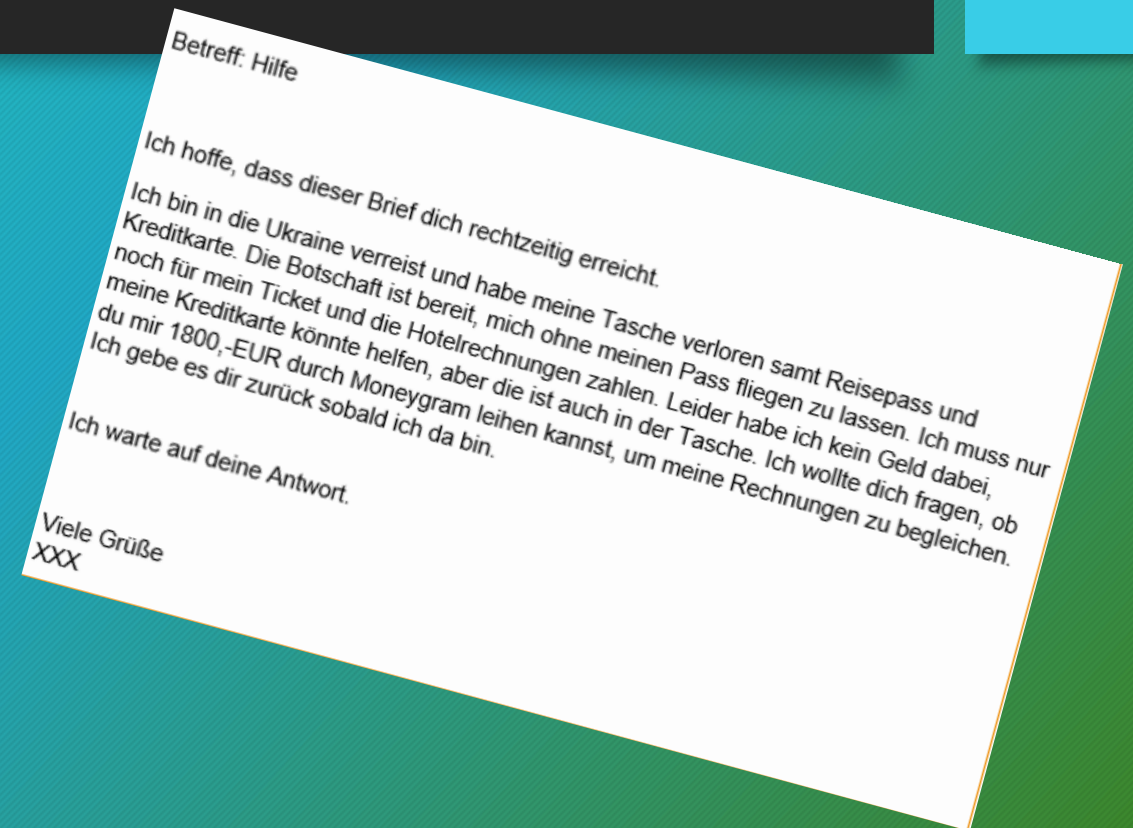 Betreff: Hilfe
Ich hoffe, dass dieser Brief dich rechtzeitig erreicht.
Ich bin in die Ukraine verreist und habe meine Tasche verloren samt Reisepass und
Kreditkarte. Die Botschaft ist bereit, mich ohne meinen Pass fliegen zu lassen. Ich muss nur
noch für mein Ticket und die Hotelrechnungen zahlen. Leider habe ich kein Geld dabei,
meine Kreditkarte könnte helfen, aber die ist auch in der Tasche. Ich wollte dich fragen, ob
du mir 1800,-EUR durch Moneygram leihen kannst, um meine Rechnungen zu begleichen.
Ich gebe es dir zurück sobald ich da bin.
Ich warte auf deine Antwort.
Viele Grüße
XXX